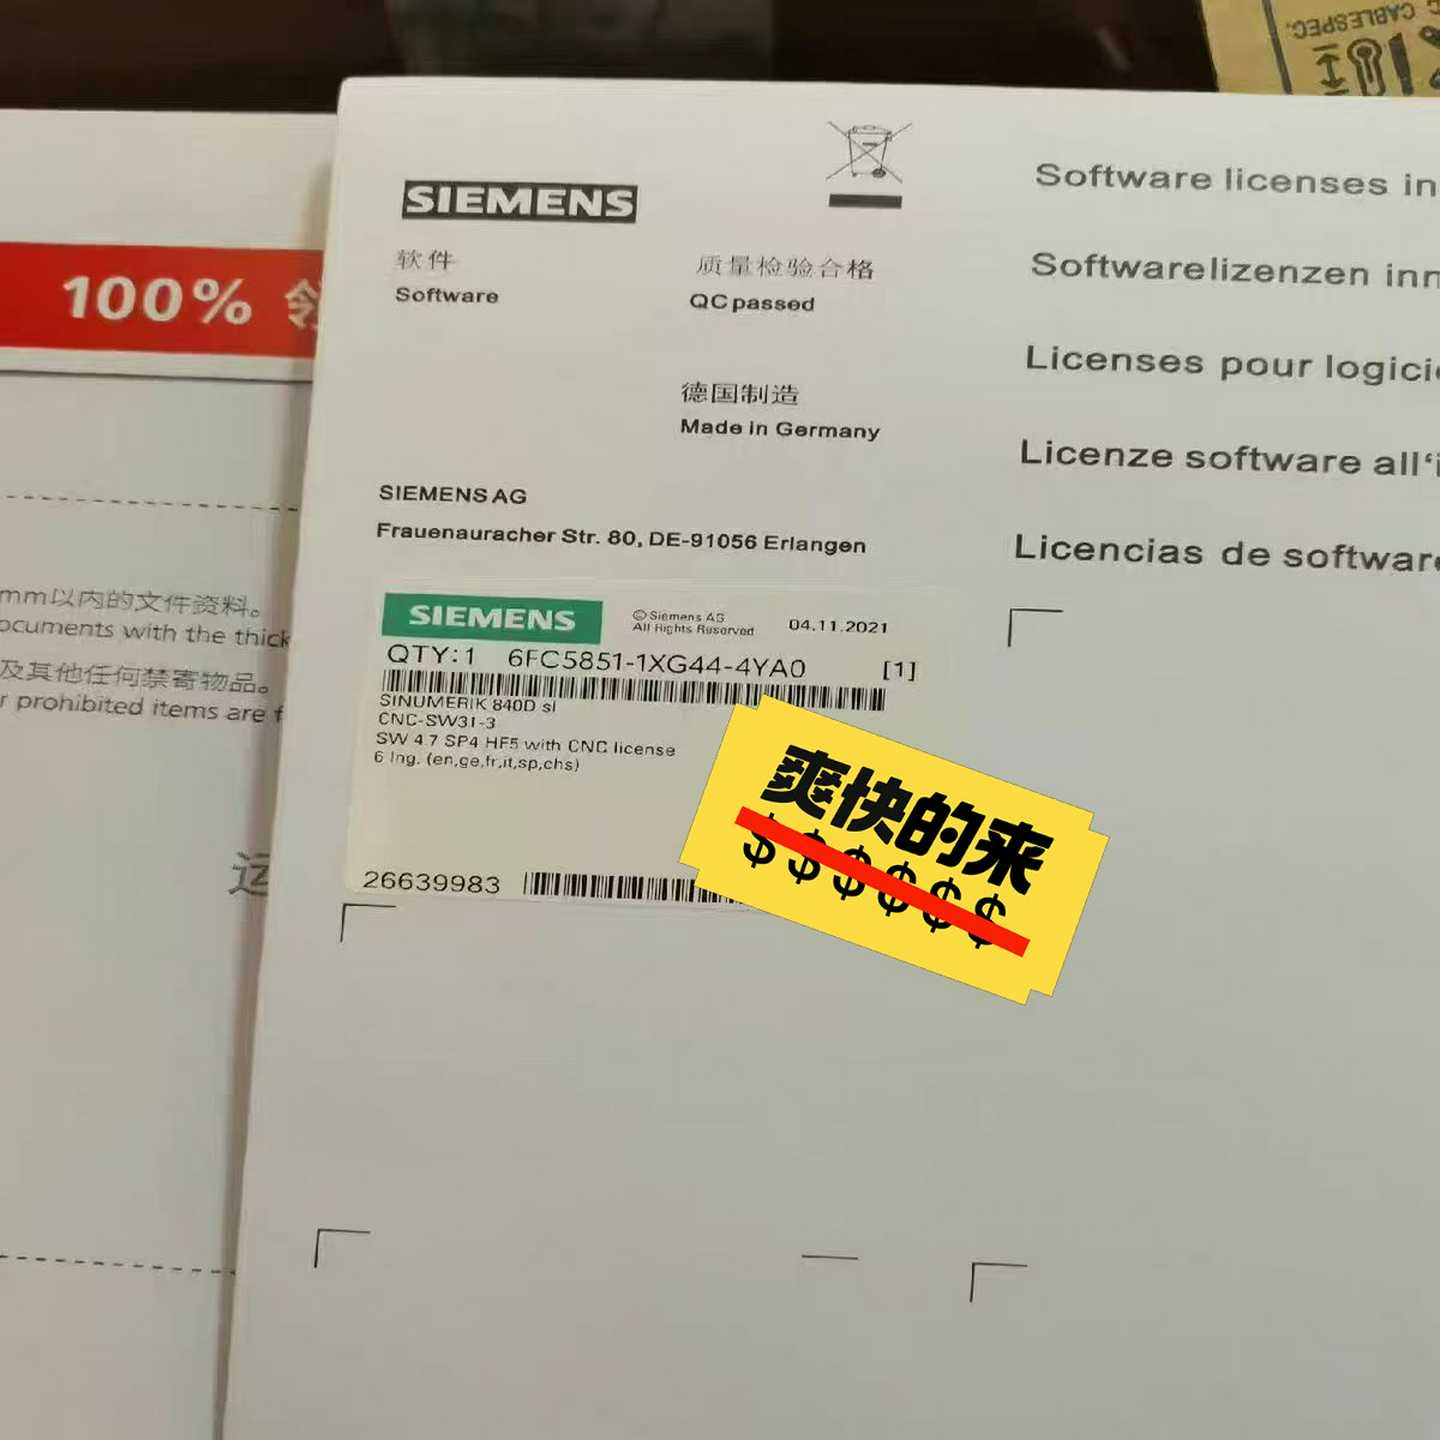 CABLESPEC.
SIEMENS
软件
Software
质量检验合格
QC passed
德国制造
Made in Germany
SIEMENS AG
Frauenauracher Str. 80, DE-91056 Erlangen
Software licenses in
Softwarelizenzen inn
Licenses pour logici
Licenze software all'i
Licencias de software
100%
mm以内的文件资料。
ocuments with the thick
及其他任何禁寄物品。
r prohibited items are f
SIEMENS
©Siemens AG
All Rights Reserved
04.11.2021
QTY:1 6FC5851-1XG44-4YA0 [1]
SINUMERIK 840D sl
CNC-SW31-3
SW 4.7 SP4 HF5 with CNC license
6 lng. (en,ge,fr,it,sp,chs)
26639983
爽快的来
$$$$$$